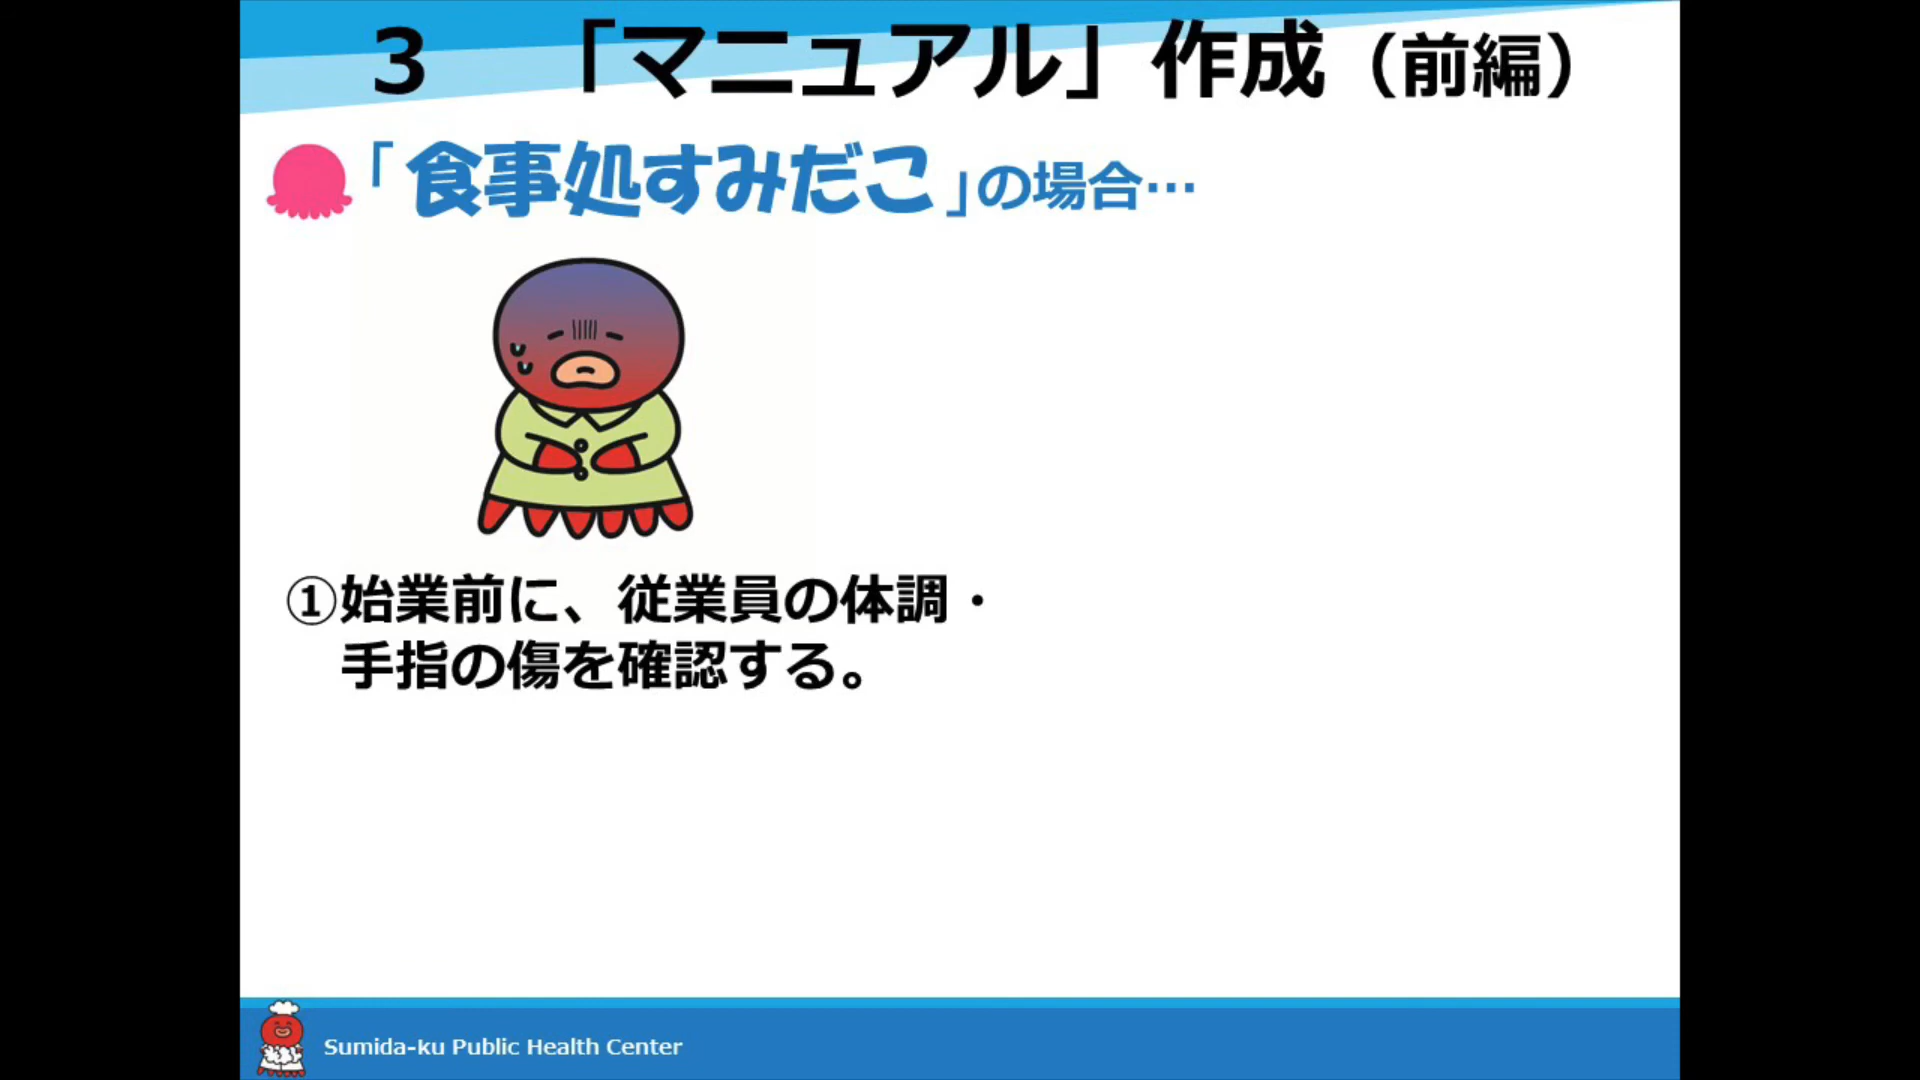 3 「マニュアル」作成（前編）
「食事処すみだこ」の場合…
①始業前に、従業員の体調・
手指の傷を確認する。
Sumida-ku Public Health Center